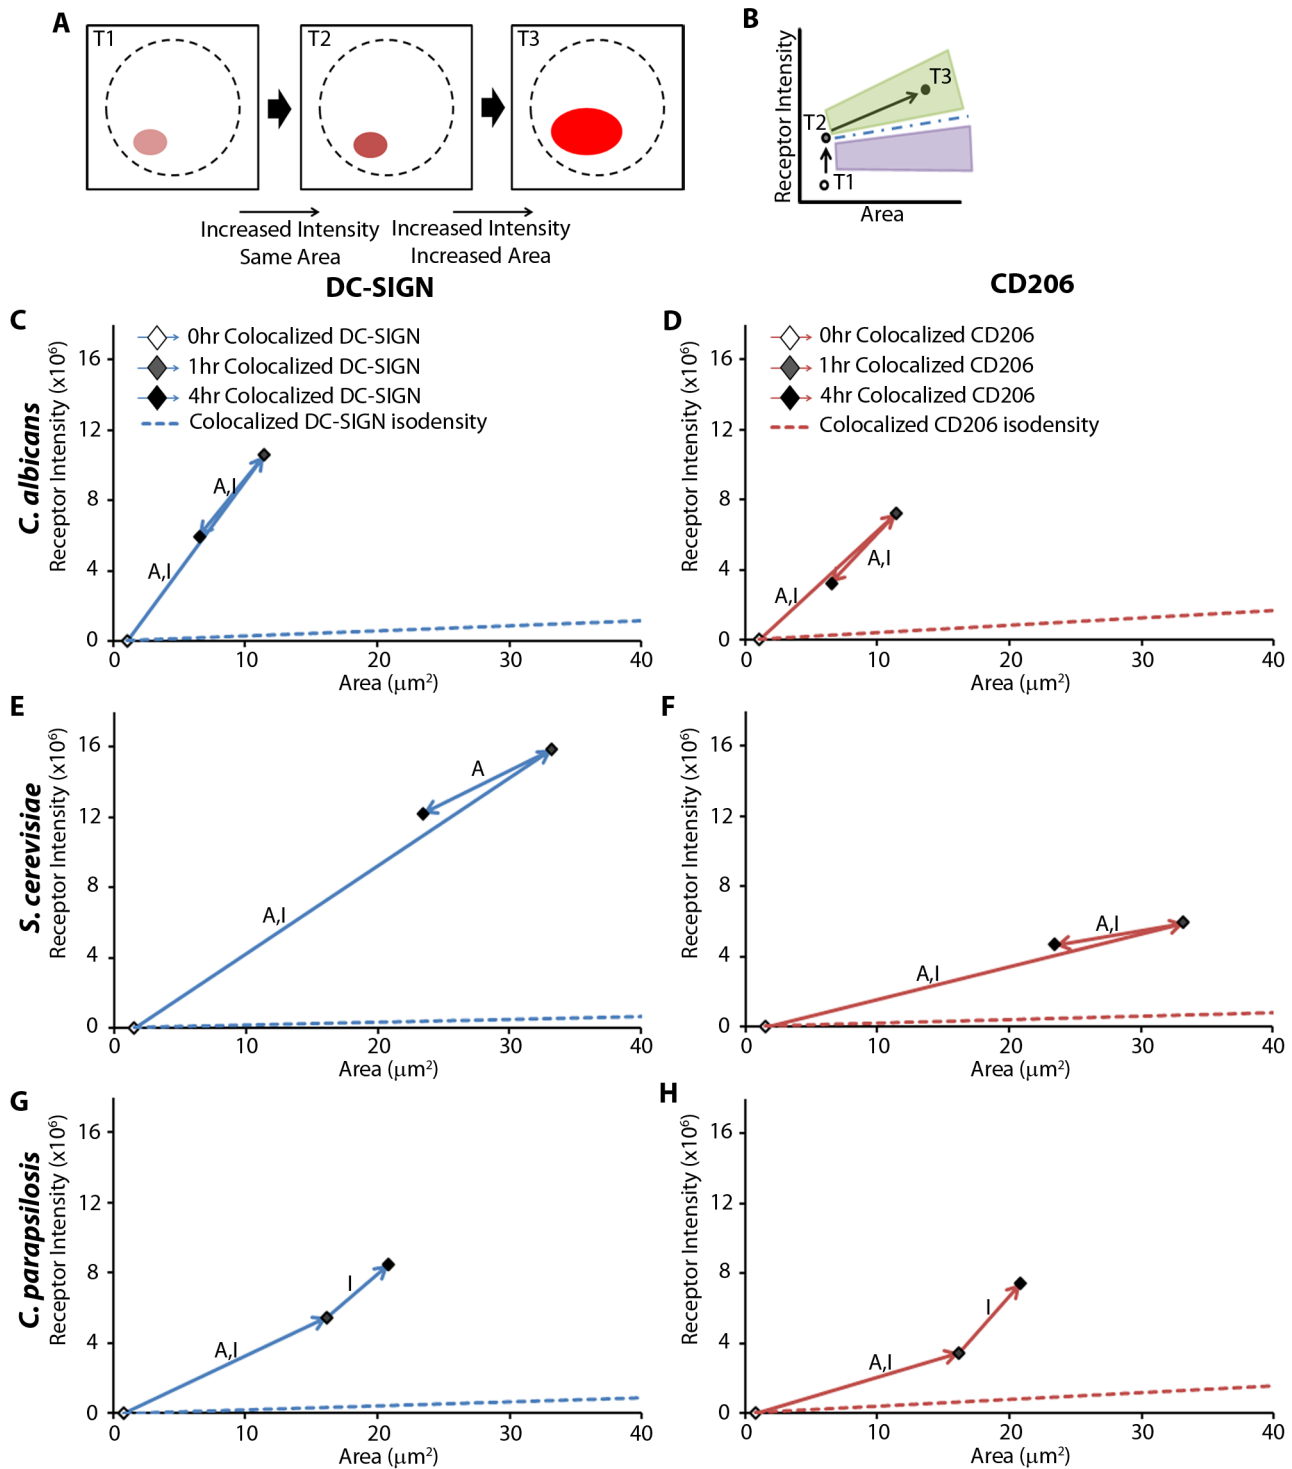 A
T1
T2
T3
Increased Intensity
Same Area
Increased Intensity
Increased Area
B
Receptor Intensity
T3
T2
T1
Area
DC-SIGN
CD206
C
C. albicans
Receptor Intensity (x10⁶)
0hr Colocalized DC-SIGN
1hr Colocalized DC-SIGN
4hr Colocalized DC-SIGN
Colocalized DC-SIGN isodensity
16
12
8
4
0
A,I
A,I
0 10 20 30 40
Area (μm²)
D
Receptor Intensity (x10⁶)
0hr Colocalized CD206
1hr Colocalized CD206
4hr Colocalized CD206
Colocalized CD206 isodensity
16
12
8
4
0
A,I
A,I
0 10 20 30 40
Area (μm²)
E
S. cerevisiae
Receptor Intensity (x10⁶)
16
12
8
4
0
A
A,I
0 10 20 30 40
Area (μm²)
F
Receptor Intensity (x10⁶)
16
12
8
4
0
A,I
A,I
0 10 20 30 40
Area (μm²)
G
C. parapsilosis
Receptor Intensity (x10⁶)
16
12
8
4
0
I
A,I
0 10 20 30 40
Area (μm²)
H
Receptor Intensity (x10⁶)
16
12
8
4
0
I
A,I
0 10 20 30 40
Area (μm²)